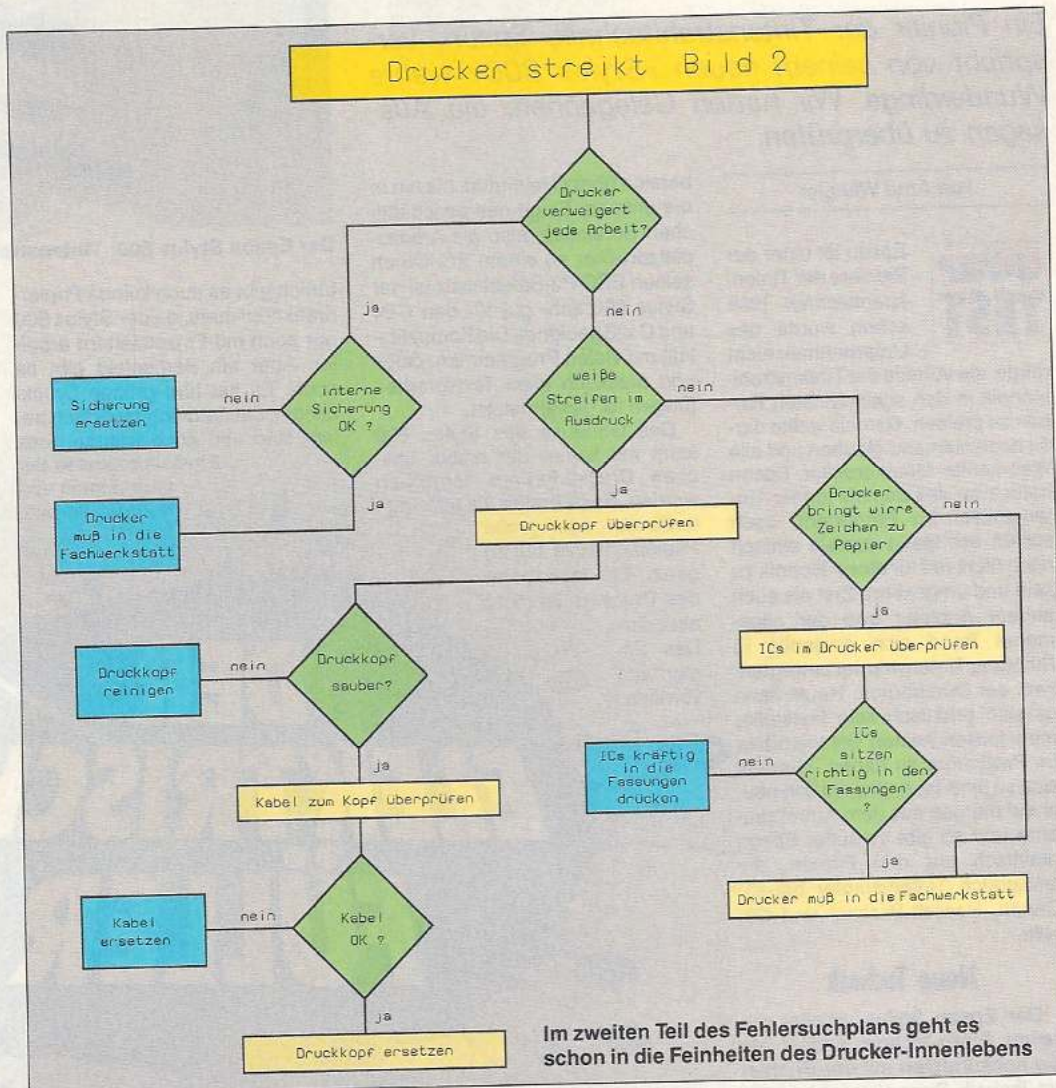 Drucker streikt Bild 2
Drucker
verweigert
jede Arbeit?
ja
nein
Sicherung
ersetzen
nein
interne
Sicherung
OK ?
weiße
Streifen im
Ausdruck
nein
ja
Drucker
muß in die
Fachwerkstatt
ja
Druckkopf überprüfen
Drucker
bringt wirre
Zeichen zu
Papier
nein
ja
ICs im Drucker überprüfen
Druckkopf
reinigen
nein
Druckkopf
sauber?
ja
Kabel zum Kopf überprüfen
ICs kräftig
in die
Fassungen
drücken
nein
ICs
sitzen
richtig in den
Fassungen
?
ja
Drucker muß in die Fachwerkstatt
Kabel
ersetzen
nein
Kabel
OK ?
ja
Druckkopf ersetzen
Im zweiten Teil des Fehlersuchplans geht es
schon in die Feinheiten des Drucker-Innenlebens